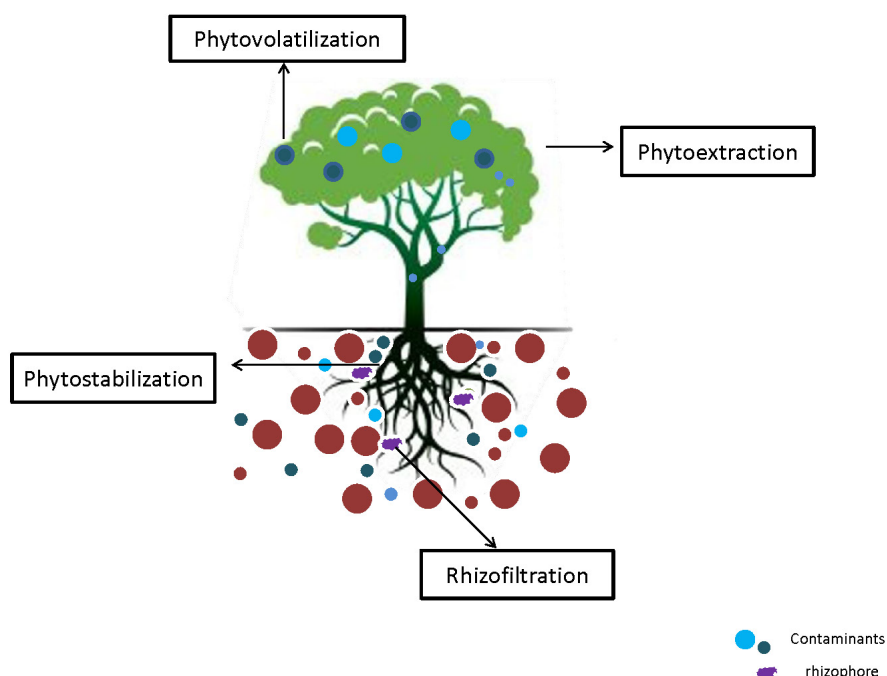 Phytovolatilization
Phytoextraction
Phytostabilization
Rhizofiltration
Contaminants
rhizophore